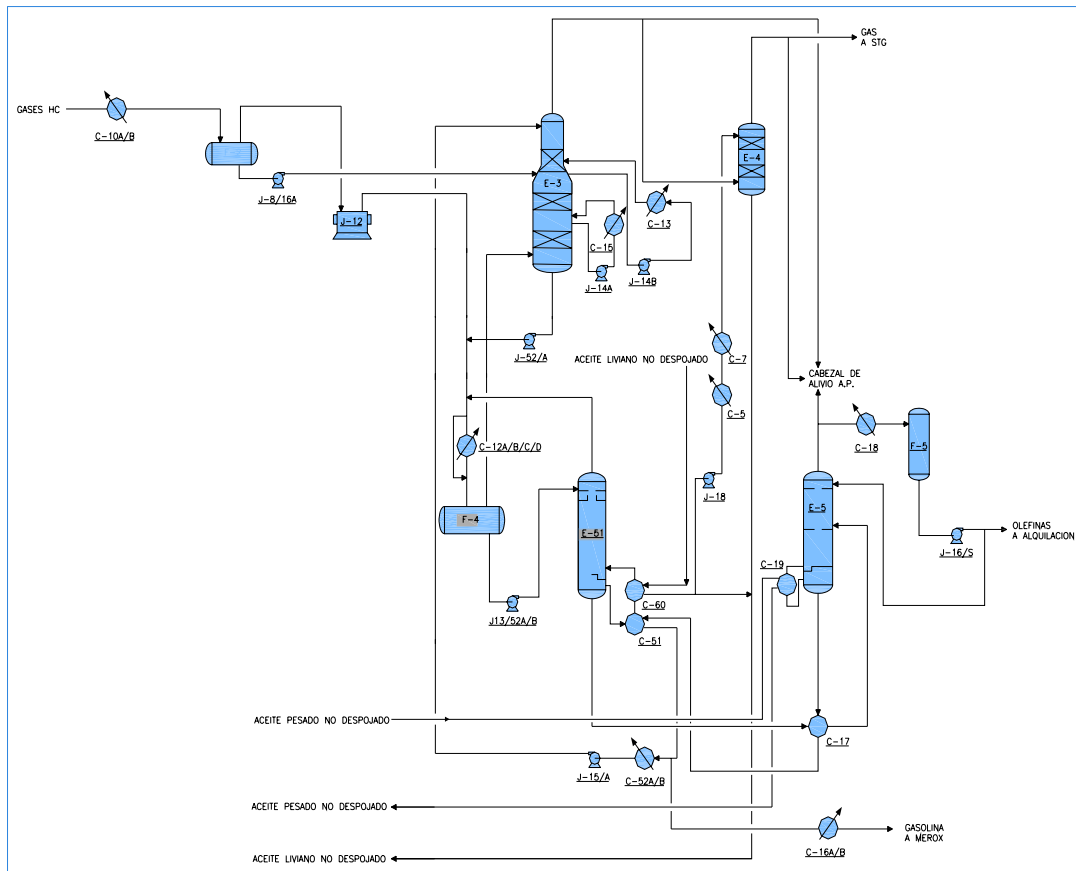 GAS
A STG
GASES HC
C-10A/B
E-4
E-3
J-8/16A
J-12
C-13
C-15
J-14A
J-14B
J-52/A
ACEITE LIVIANO NO DESPOJADO
C-7
CABEZAL DE
ALIVIO A.P.
C-5
C-12A/B/C/D
C-18
F-5
J-18
E-5
F-4
E-51
OLEFINAS
A ALQUILACION
J-16/S
C-19
C-60
J13/52A/B
C-51
ACEITE PESADO NO DESPOJADO
C-17
J-15/A
C-52A/B
ACEITE PESADO NO DESPOJADO
GASOLINA
A MEROX
C-16A/B
ACEITE LIVIANO NO DESPOJADO